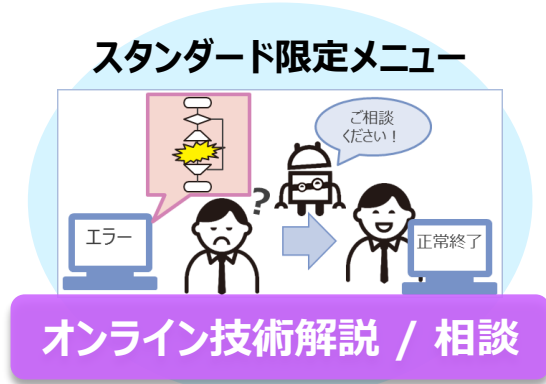 スタンダード限定メニュー
ご相談
ください！
?
エラー
正常終了
オンライン技術解説 / 相談